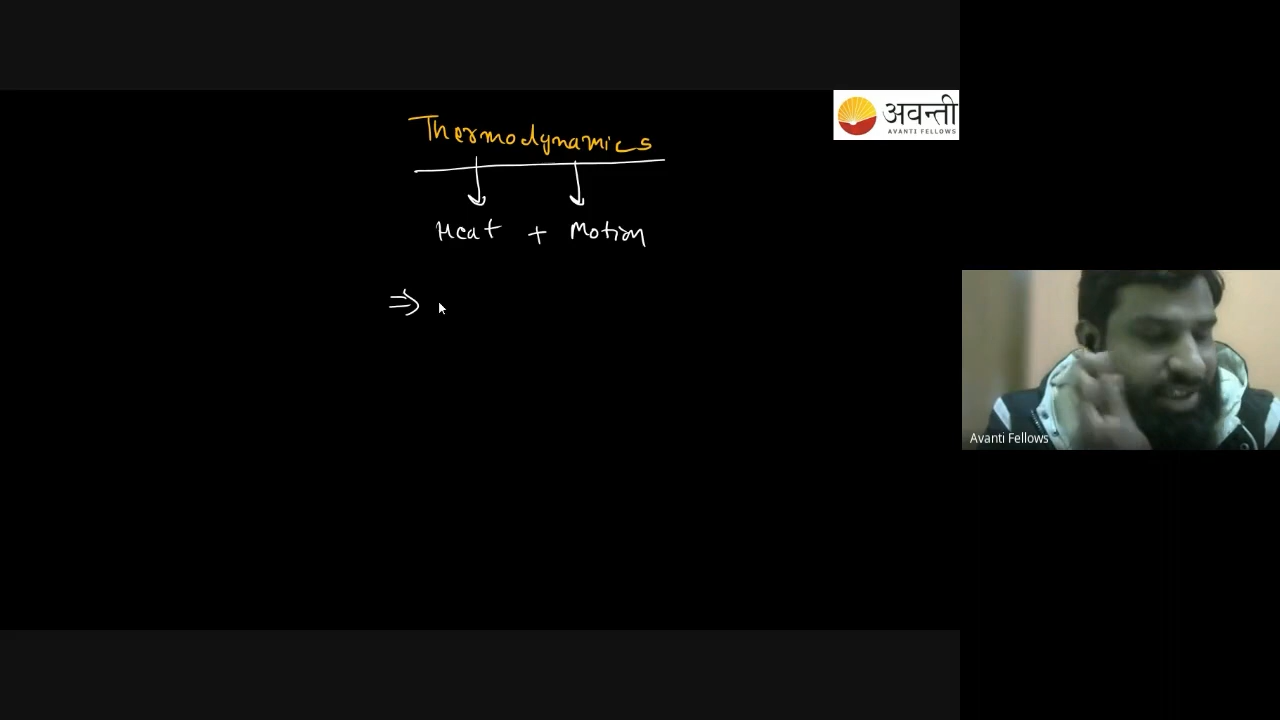 Thermodynamics
Heat + Motion
⇒
अवन्ती
AVANTI FELLOWS
Avanti Fellows